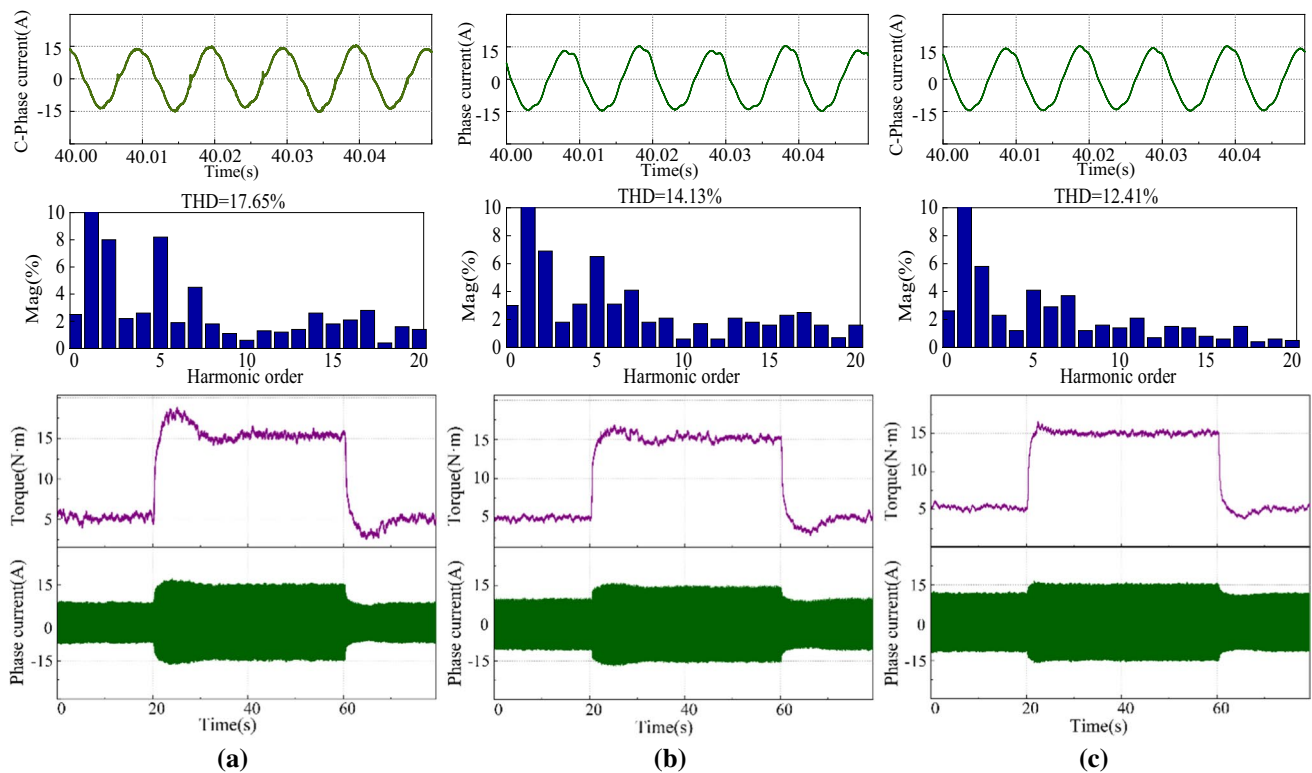 C-Phase current(A)
15
0
-15
40.00 40.01 40.02 40.03 40.04
Time(s)
THD=17.65%
Mag(%)
10
8
6
4
2
0
0 5 10 15 20
Harmonic order
Torque(N·m)
15
10
5
Phase current(A)
15
0
-15
0 20 40 60
Time(s)
(a)
Phase current(A)
15
0
-15
40.00 40.01 40.02 40.03 40.04
Time(s)
THD=14.13%
Mag(%)
10
8
6
4
2
0
0 5 10 15 20
Harmonic order
Torque(N·m)
15
10
5
Phase current(A)
15
0
-15
0 20 40 60
Time(s)
(b)
C-Phase current(A)
15
0
-15
40.00 40.01 40.02 40.03 40.04
Time(s)
THD=12.41%
Mag(%)
10
8
6
4
2
0
0 5 10 15 20
Harmonic order
Torque(N·m)
15
10
5
Phase current(A)
15
0
-15
0 20 40 60
Time(s)
(c)